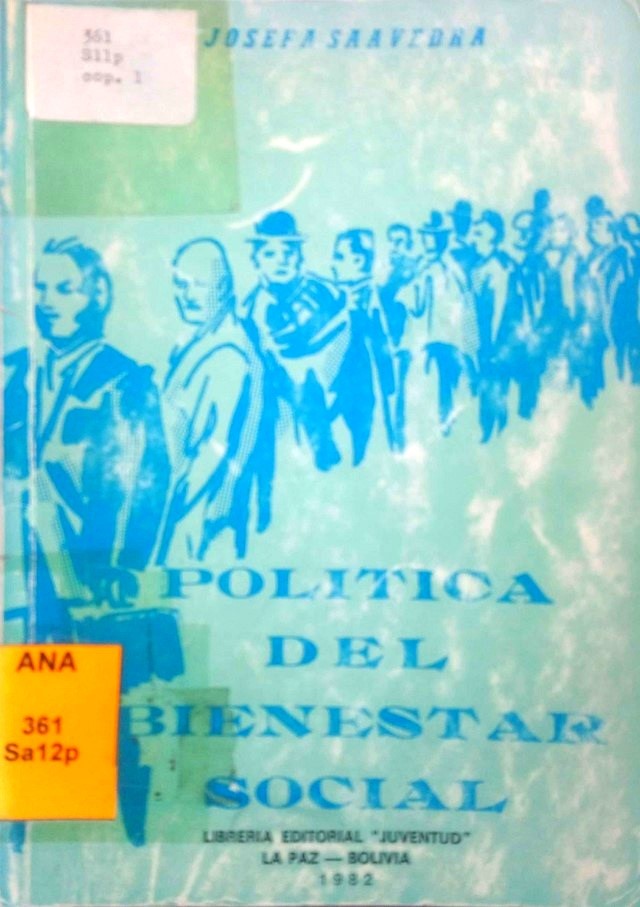 361
S11p
cop. 1
JOSEFA SAAVEDRA
POLITICA
DEL
BIENESTAR
SOCIAL
ANA
361
Sa12p
LIBRERIA EDITORIAL "JUVENTUD"
LA PAZ — BOLIVIA
1982